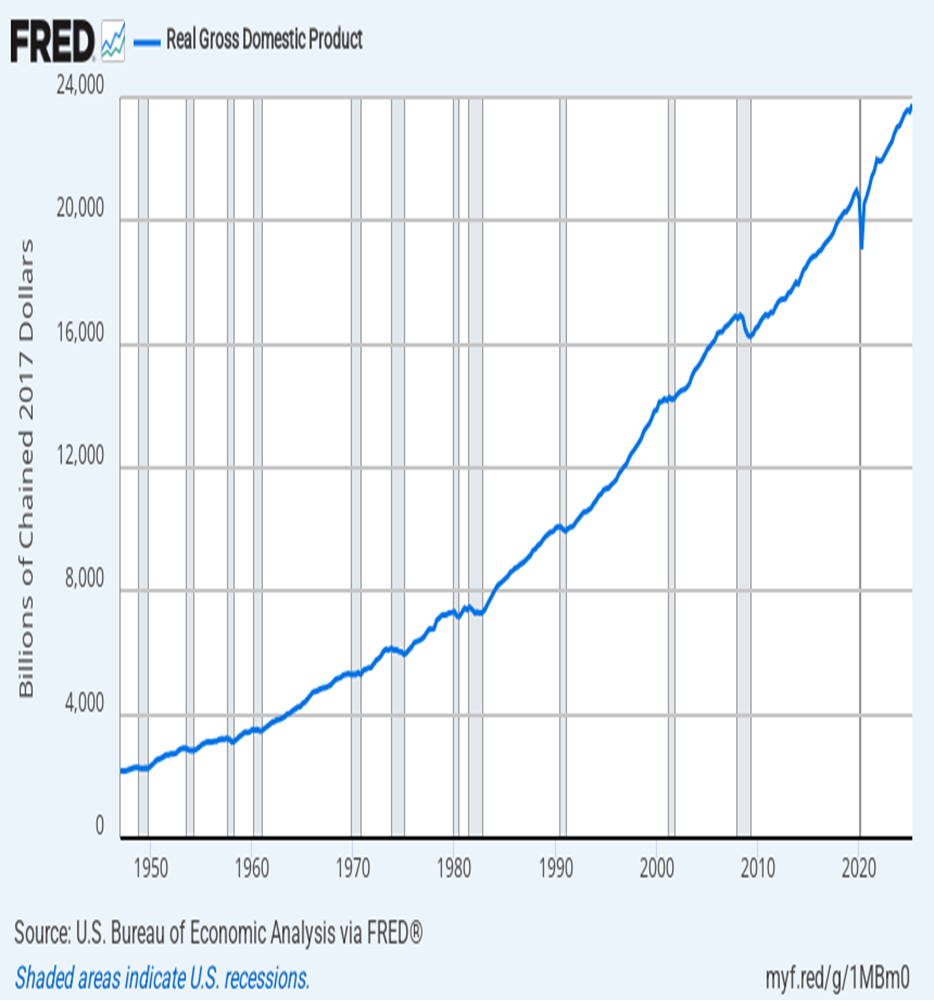 FRED — Real Gross Domestic Product
24,000
20,000
16,000
12,000
8,000
4,000
0
Billions of Chained 2017 Dollars
1950 1960 1970 1980 1990 2000 2010 2020
Source: U.S. Bureau of Economic Analysis via FRED®
Shaded areas indicate U.S. recessions.
myf.red/g/1MBm0